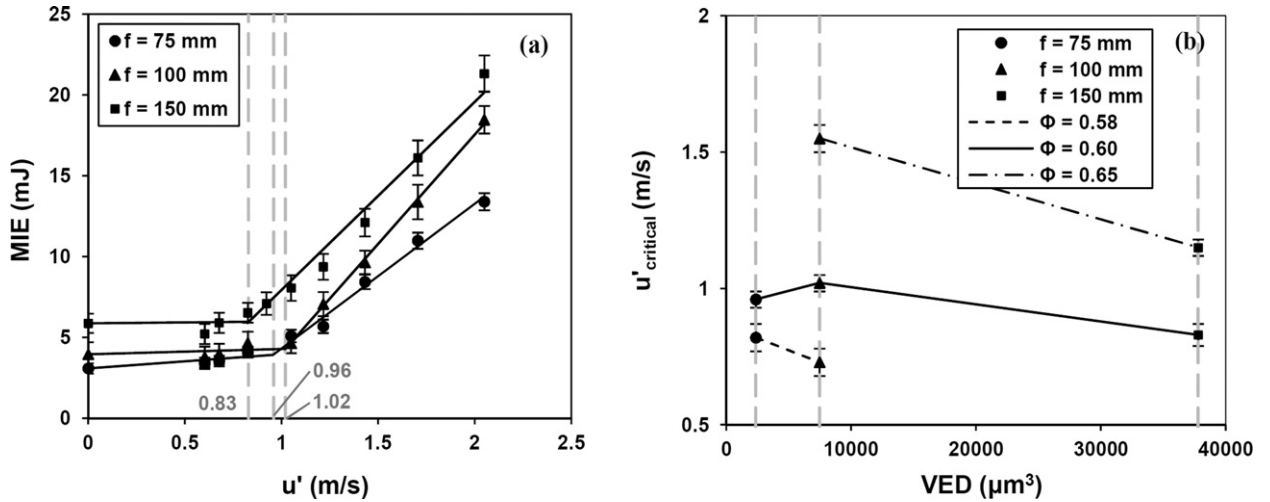 (a)
f = 75 mm
f = 100 mm
f = 150 mm
MIE (mJ)
25
20
15
10
5
0
0.83
0.96
1.02
0
0.5
1
1.5
2
2.5
u' (m/s)
(b)
f = 75 mm
f = 100 mm
f = 150 mm
Φ = 0.58
Φ = 0.60
Φ = 0.65
u'critical (m/s)
2
1.5
1
0.5
0
10000
20000
30000
40000
VED (µm³)